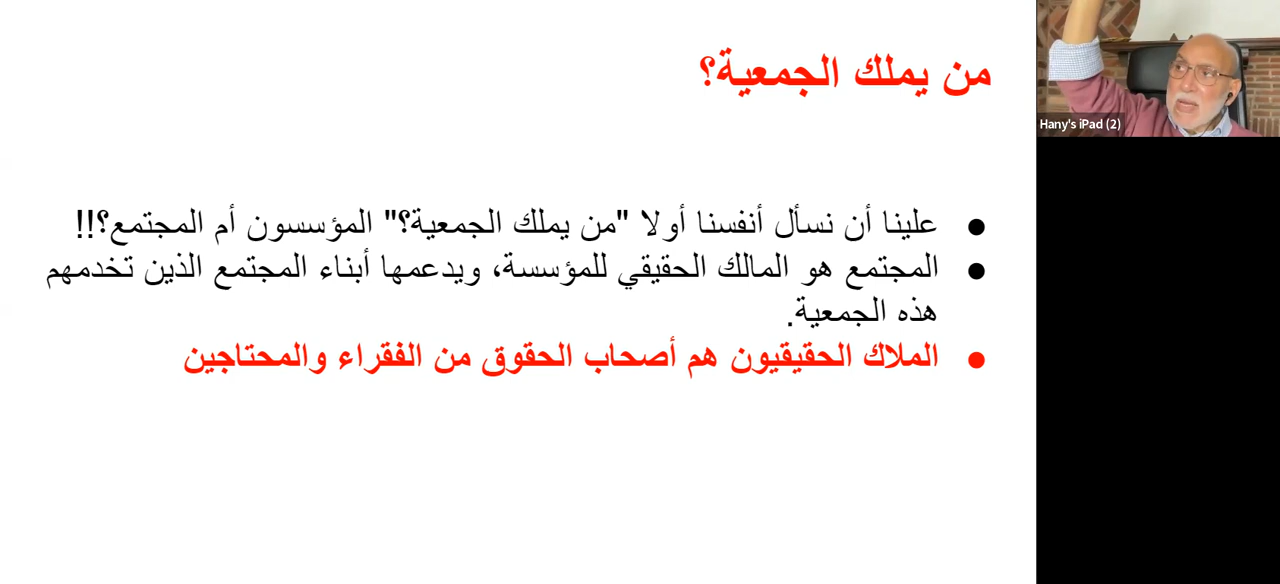 من يملك الجمعية؟
● علينا أن نسأل أنفسنا أولا "من يملك الجمعية؟" المؤسسون أم المجتمع؟!!
● المجتمع هو المالك الحقيقي للمؤسسة، ويدعمها أبناء المجتمع الذين تخدمهم
هذه الجمعية.
● الملاك الحقيقيون هم أصحاب الحقوق من الفقراء والمحتاجين
Hany's iPad (2)